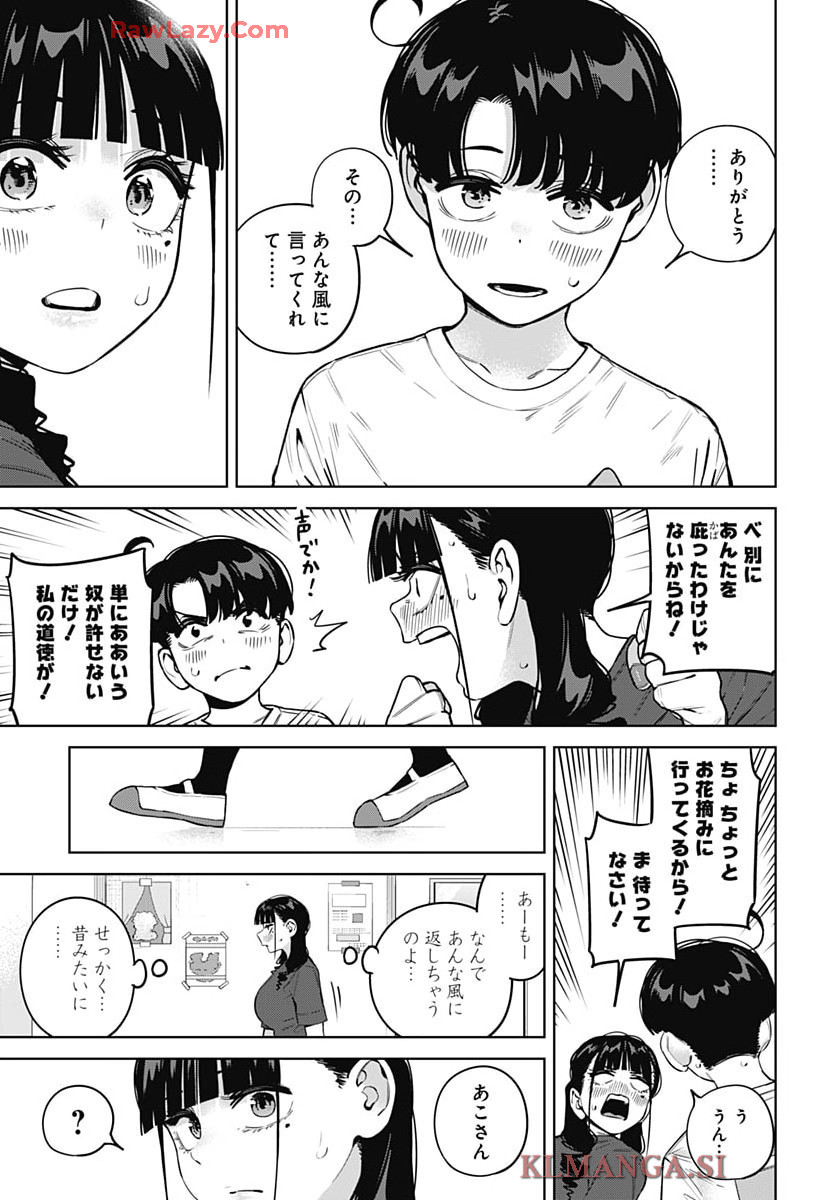 RawLazy.Com
ありがとう
……
その…
あんな風に
言ってくれ
て……
べ 別に
あんたを
庇ったわけじゃ
かば
ないからね！
声でか！
単にああいう
奴が許せない
だけ！
私の道徳が！
ちょ ちょっと
お花摘みに
行ってくるから！
ま 待って
なさい！
う
うん…
あーもー
……
なんで
あんな風に
返しちゃう
のよ…
せっかく…
昔みたいに
……
あこさん
？
KLMANGA.SI